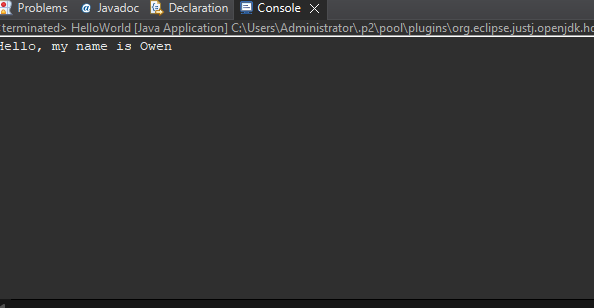 Problems @ Javadoc Declaration Console
terminated> HelloWorld [Java Application] C:\Users\Administrator\.p2\pool\plugins\org.eclipse.justj.openjdk.ho
Hello, my name is Owen